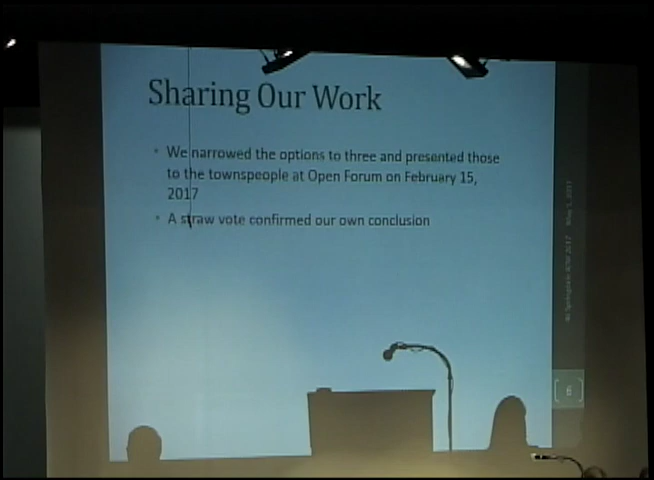 Sharing Our Work
• We narrowed the options to three and presented those
to the townspeople at Open Forum on February 15,
2017
• A straw vote confirmed our own conclusion
6